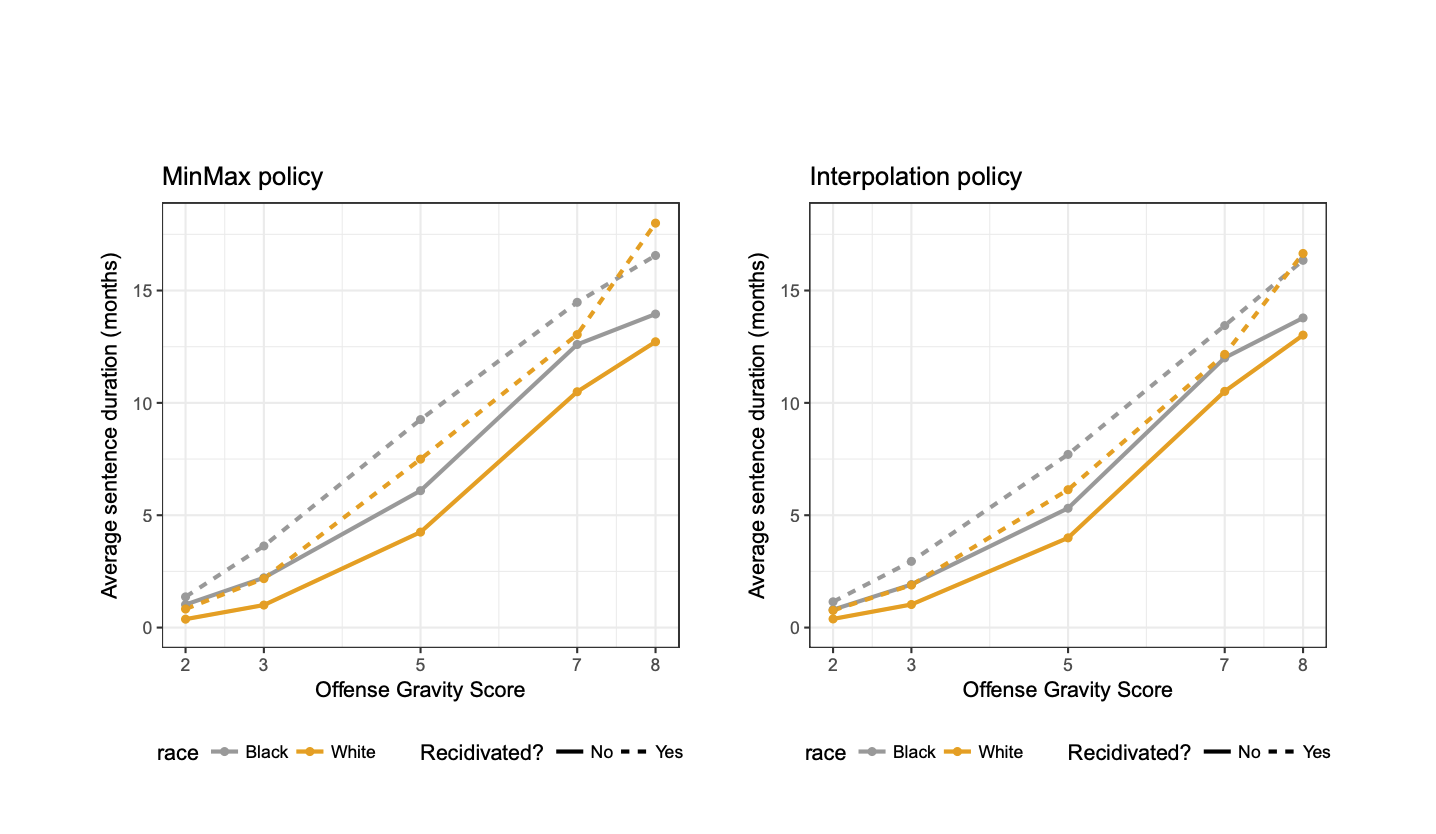 MinMax policy
Average sentence duration (months)
15
10
5
0
2 3 5 7 8
Offense Gravity Score
race Black White Recidivated? No Yes
Interpolation policy
Average sentence duration (months)
15
10
5
0
2 3 5 7 8
Offense Gravity Score
race Black White Recidivated? No Yes